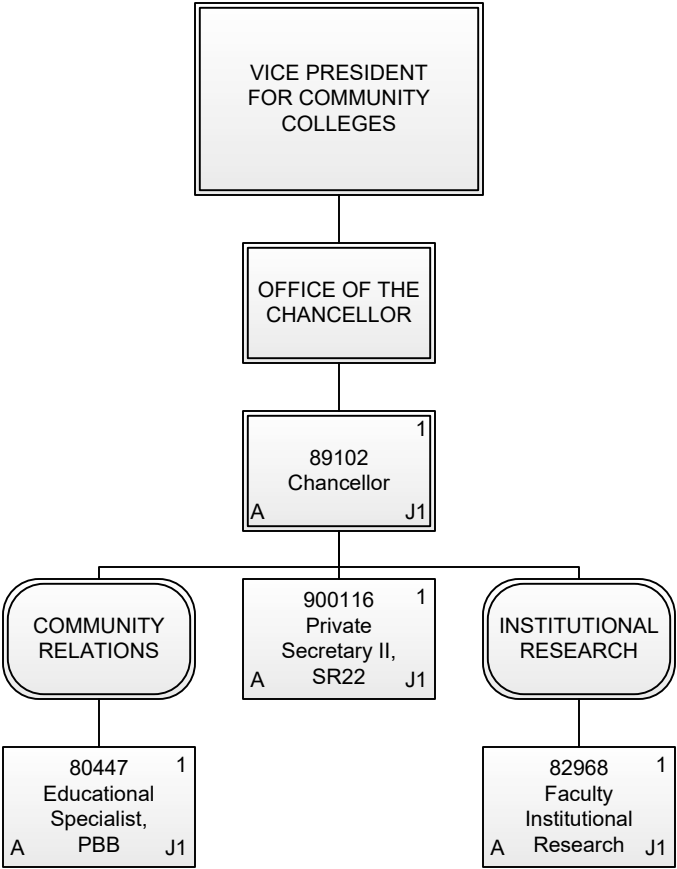 VICE PRESIDENT
FOR COMMUNITY
COLLEGES
OFFICE OF THE
CHANCELLOR
1
89102
Chancellor
A J1
COMMUNITY
RELATIONS
900116 1
Private
Secretary II,
SR22
A J1
INSTITUTIONAL
RESEARCH
80447 1
Educational
Specialist,
PBB
A J1
82968 1
Faculty
Institutional
Research
A J1